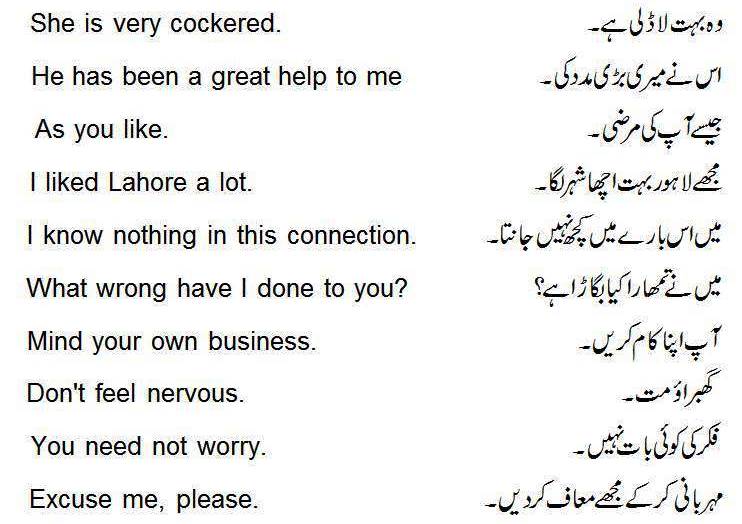 She is very cockered. وہ بہت لاڈلی ہے۔
He has been a great help to me اس نے میری بڑی مدد کی۔
As you like. جیسے آپ کی مرضی۔
I liked Lahore a lot. مجھے لاہور بہت اچھا شہر لگا۔
I know nothing in this connection. میں اس بارے میں کچھ نہیں جانتا۔
What wrong have I done to you? میں نے تمھارا کیا بگاڑا ہے؟
Mind your own business. آپ اپنا کام کریں۔
Don't feel nervous. گھبراؤ مت۔
You need not worry. فکر کی کوئی بات نہیں۔
Excuse me, please. مہربانی کر کے مجھے معاف کر دیں۔